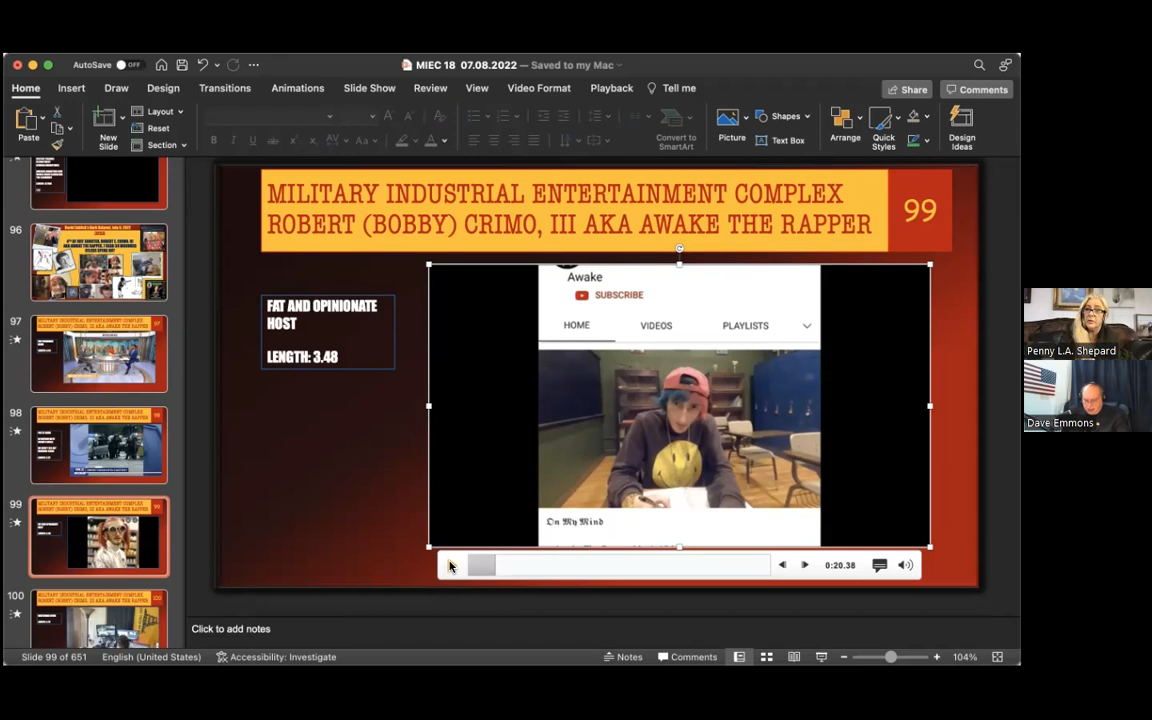 AutoSave OFF
MIEC 18 07.08.2022 — Saved to my Mac
Home Insert Draw Design Transitions Animations Slide Show Review View Video Format Playback Tell me
Share Comments
Paste
New
Slide
Layout
Reset
Section
B I U ab
Aa
A
Convert to
SmartArt
Picture
Shapes
Text Box
Arrange
Quick
Styles
Design
Ideas
96
97
98
99
100
MILITARY INDUSTRIAL ENTERTAINMENT COMPLEX
ROBERT (BOBBY) CRIMO, III AKA AWAKE THE RAPPER
99
FAT AND OPINIONATE
HOST
LENGTH: 3.48
Awake
SUBSCRIBE
HOME VIDEOS PLAYLISTS
On My Mind
0:20.38
Click to add notes
Slide 99 of 651 English (United States) Accessibility: Investigate
Notes Comments 104%
Penny L.A. Shepard
Dave Emmons